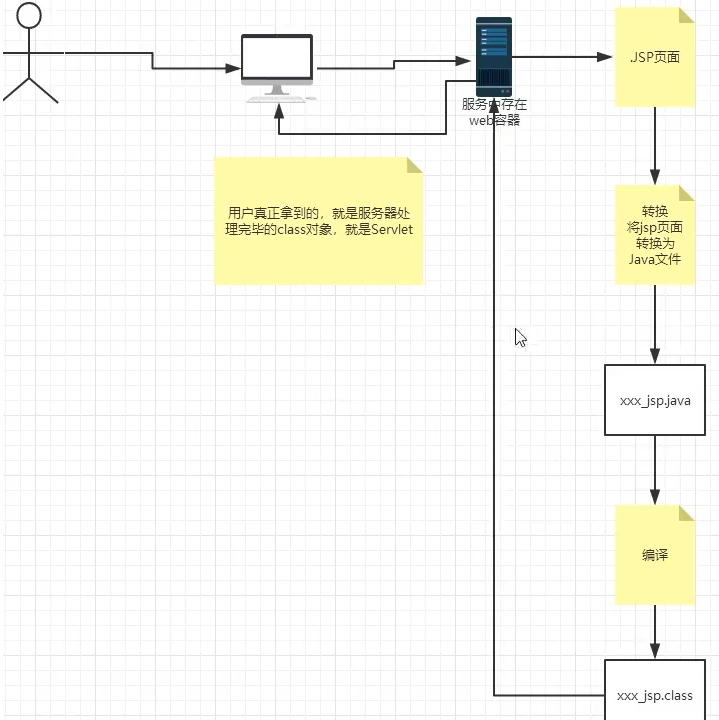 .JSP页面
服务中存在
web容器
用户真正拿到的，就是服务器处
理完毕的class对象，就是Servlet
转换
将jsp页面
转换为
Java文件
xxx_jsp.java
编译
xxx_jsp.class